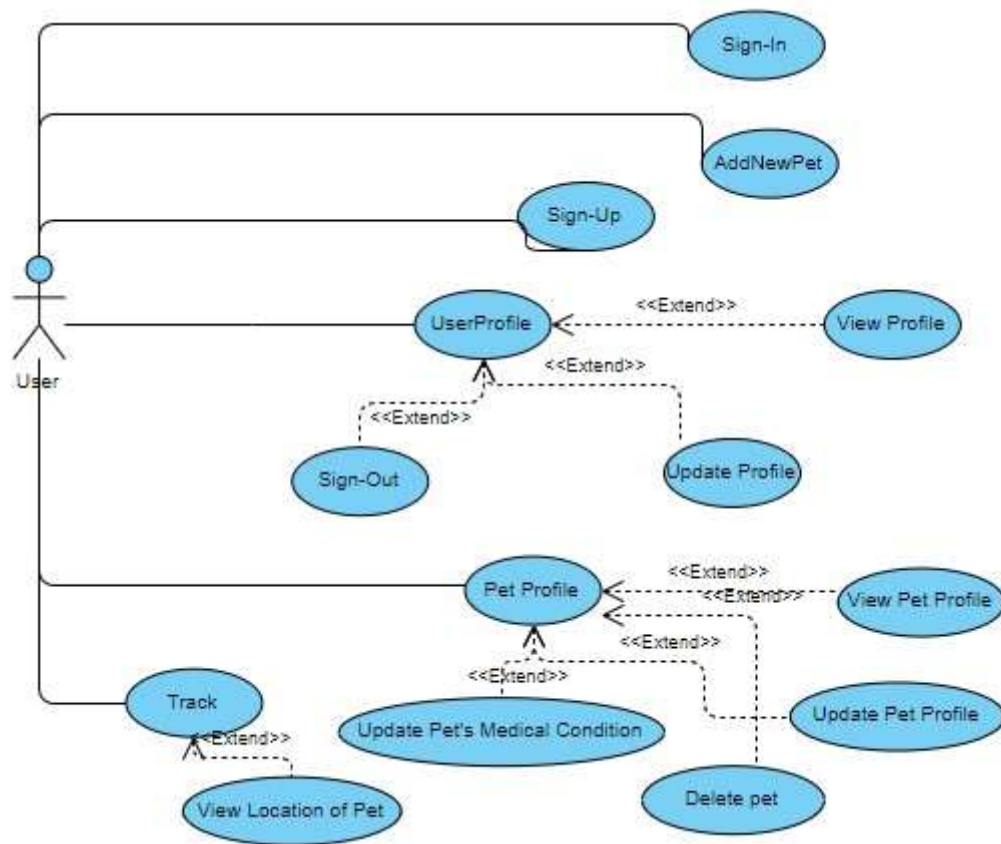 Sign-In
AddNewPet
Sign-Up
<<Extend>>
UserProfile
View Profile
<<Extend>>
User
<<Extend>>
Sign-Out
Update Profile
<<Extend>>
Pet Profile
<<Extend>>
View Pet Profile
<<Extend>>
<<Extend>>
Track
Update Pet's Medical Condition
Update Pet Profile
<<Extend>>
Delete pet
View Location of Pet